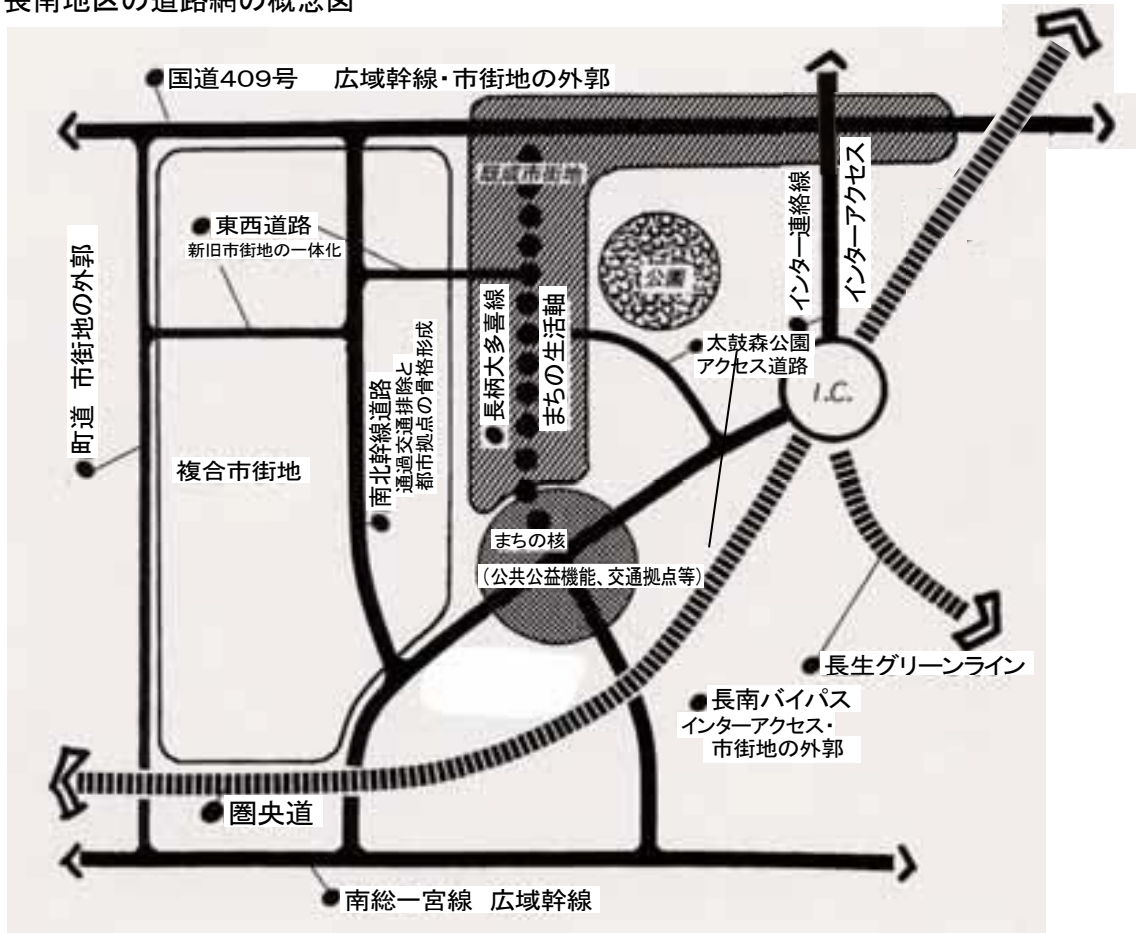 長南地区の道路網の概念図
国道409号 広域幹線・市街地の外郭
既成市街地
東西道路
新旧市街地の一体化
公園
インター連絡線
インターアクセス
町道 市街地の外郭
長柄大多喜線
まちの生活軸
太鼓森公園
アクセス道路
I.C.
南北幹線道路
通過交通排除と
都市拠点の骨格形成
複合市街地
まちの核
(公共公益機能、交通拠点等)
長生グリーンライン
長南バイパス
インターアクセス・
市街地の外郭
圏央道
南総一宮線 広域幹線